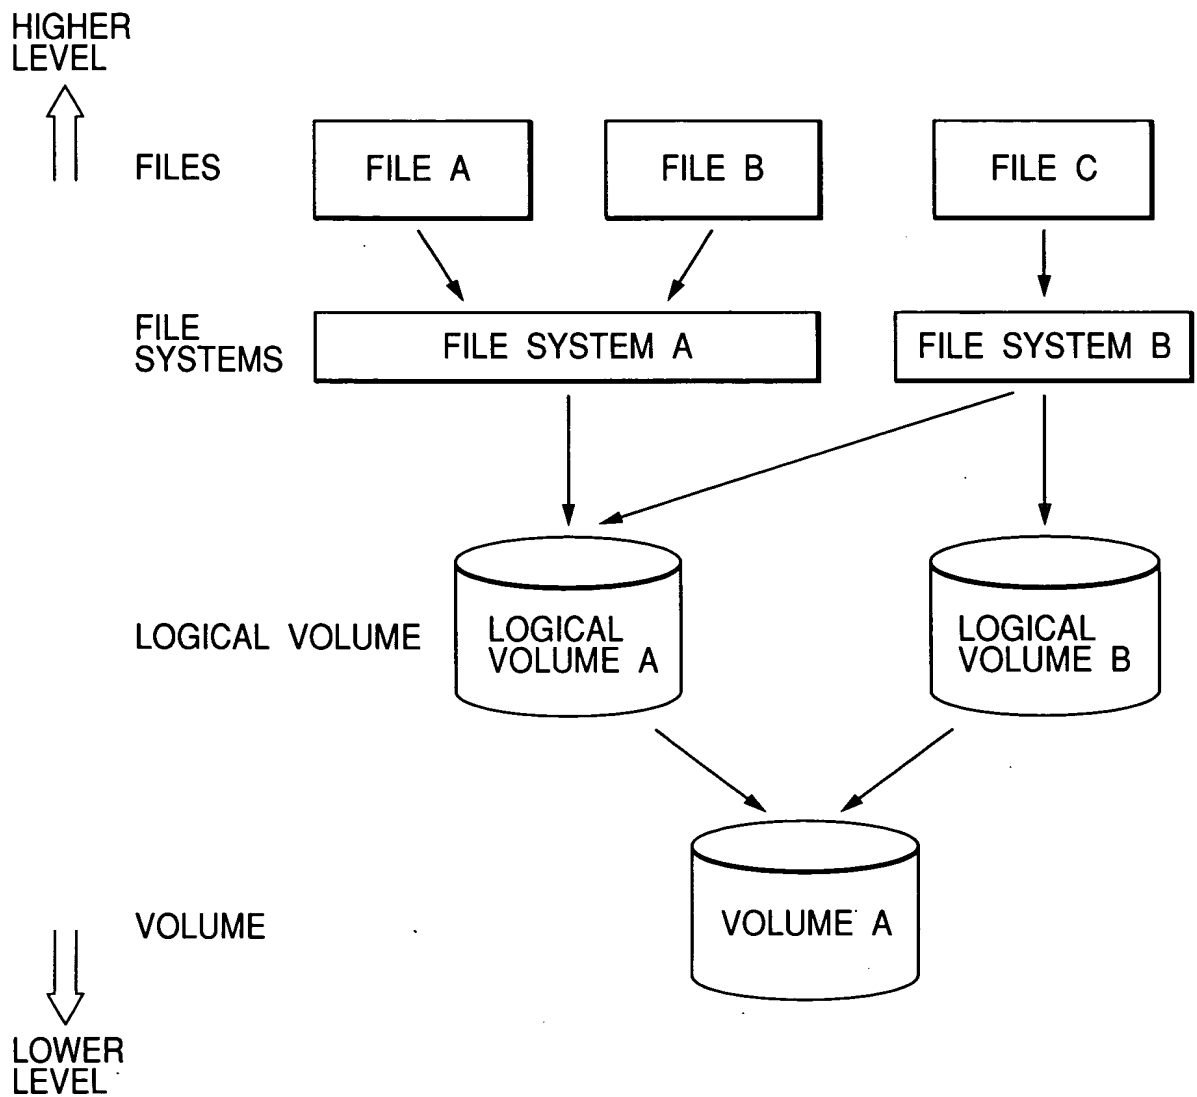 HIGHER
LEVEL
FILES
FILE A
FILE B
FILE C
FILE
SYSTEMS
FILE SYSTEM A
FILE SYSTEM B
LOGICAL VOLUME
LOGICAL
VOLUME A
LOGICAL
VOLUME B
VOLUME
VOLUME A
LOWER
LEVEL